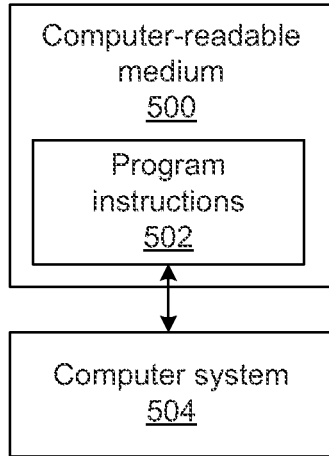 Computer-readable
medium
500
Program
instructions
502
Computer system
504